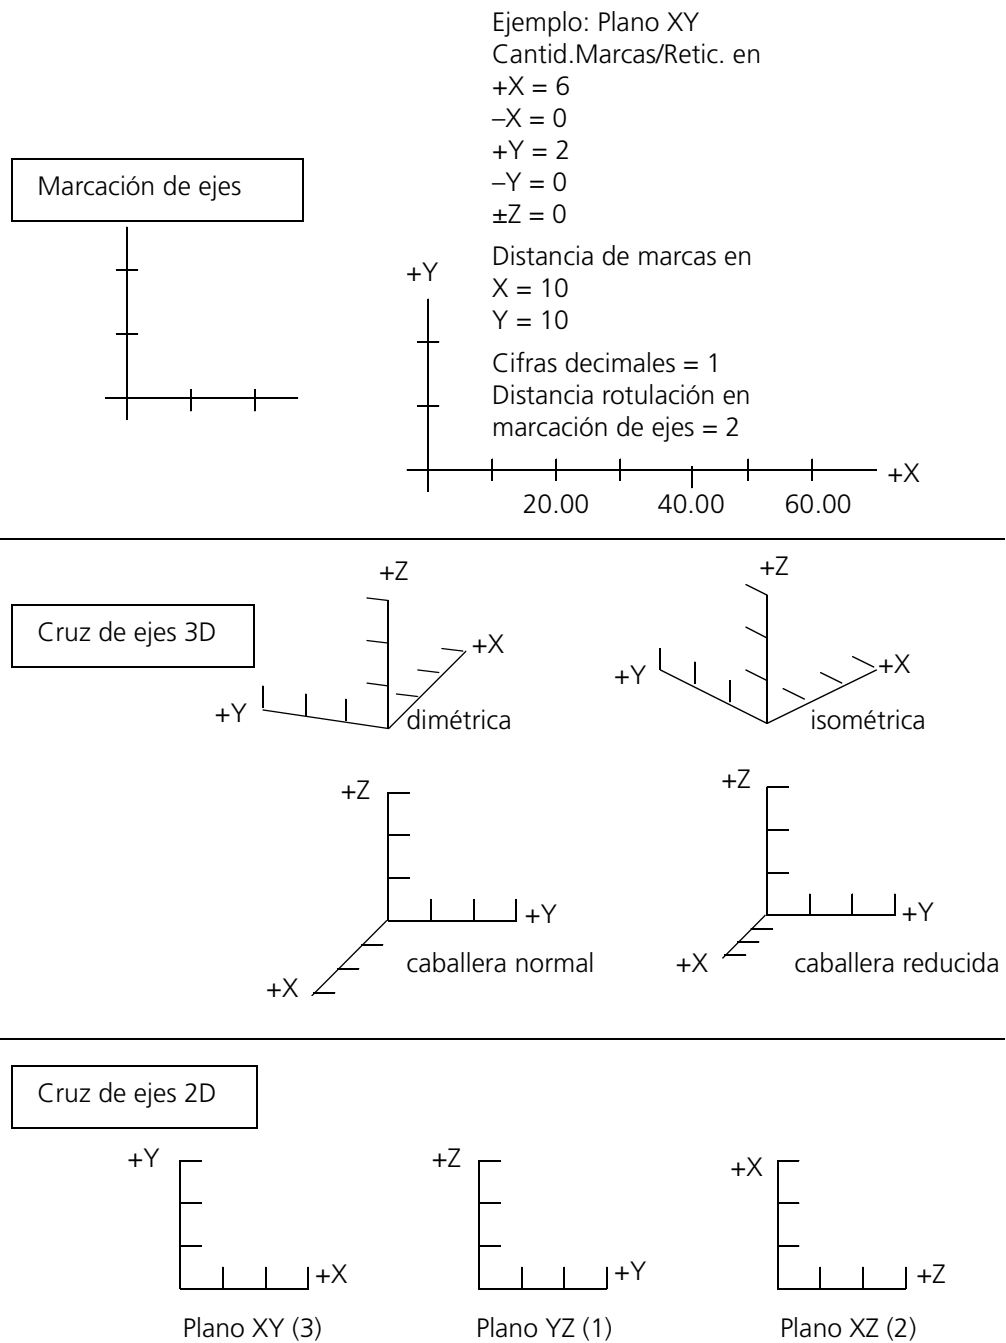 Ejemplo: Plano XY
Cantid.Marcas/Retic. en
+X = 6
–X = 0
+Y = 2
–Y = 0
±Z = 0
Marcación de ejes
Distancia de marcas en
X = 10
Y = 10
+Y
Cifras decimales = 1
Distancia rotulación en
marcación de ejes = 2
+X
20.00 40.00 60.00
Cruz de ejes 3D
+Z
+X
+Y
dimétrica
+Z
+X
+Y
isométrica
+Z
+Y
+X
caballera normal
+Z
+Y
+X
caballera reducida
Cruz de ejes 2D
+Y
+X
Plano XY (3)
+Z
+Y
Plano YZ (1)
+X
+Z
Plano XZ (2)